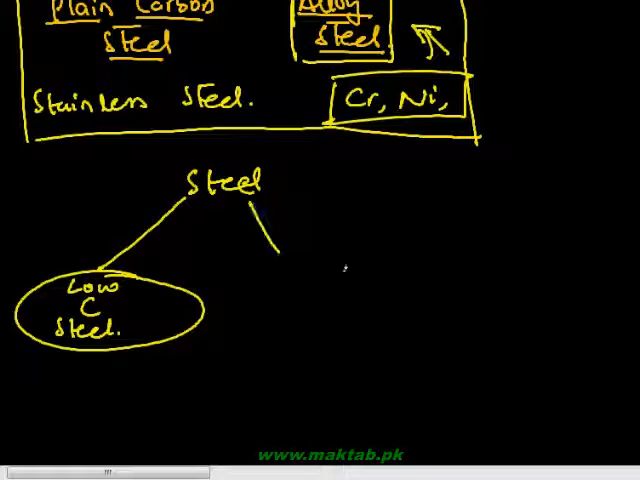 Plain Carbon
Steel
Alloy
Steel
Stainless Steel.
Cr, Ni,
Steel
Low
C
Steel.
www.maktab.pk